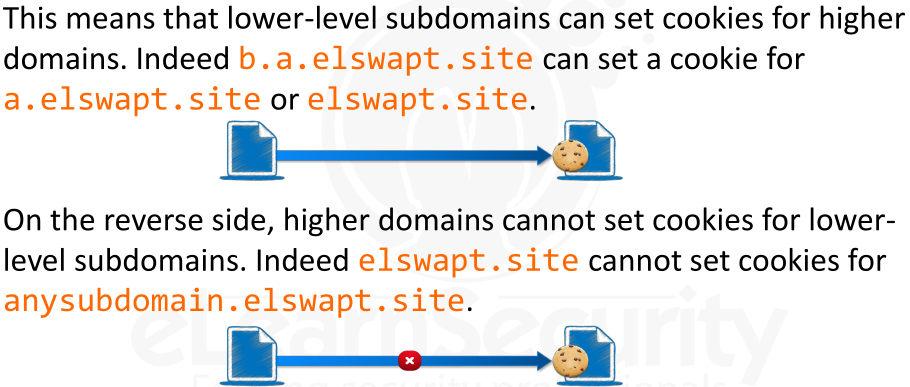 This means that lower-level subdomains can set cookies for higher
domains. Indeed b.a.elswapt.site can set a cookie for
a.elswapt.site or elswapt.site.
On the reverse side, higher domains cannot set cookies for lower-
level subdomains. Indeed elswapt.site cannot set cookies for
anysubdomain.elswapt.site.
eLearnSecurity